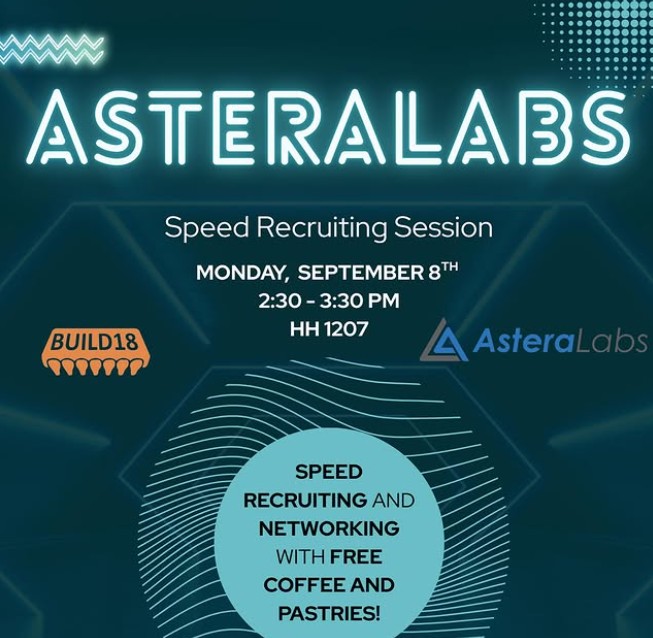 ASTERALABS
Speed Recruiting Session
MONDAY, SEPTEMBER 8TH
2:30 - 3:30 PM
HH 1207
BUILD18
AsteraLabs
SPEED
RECRUITING AND
NETWORKING
WITH FREE
COFFEE AND
PASTRIES!